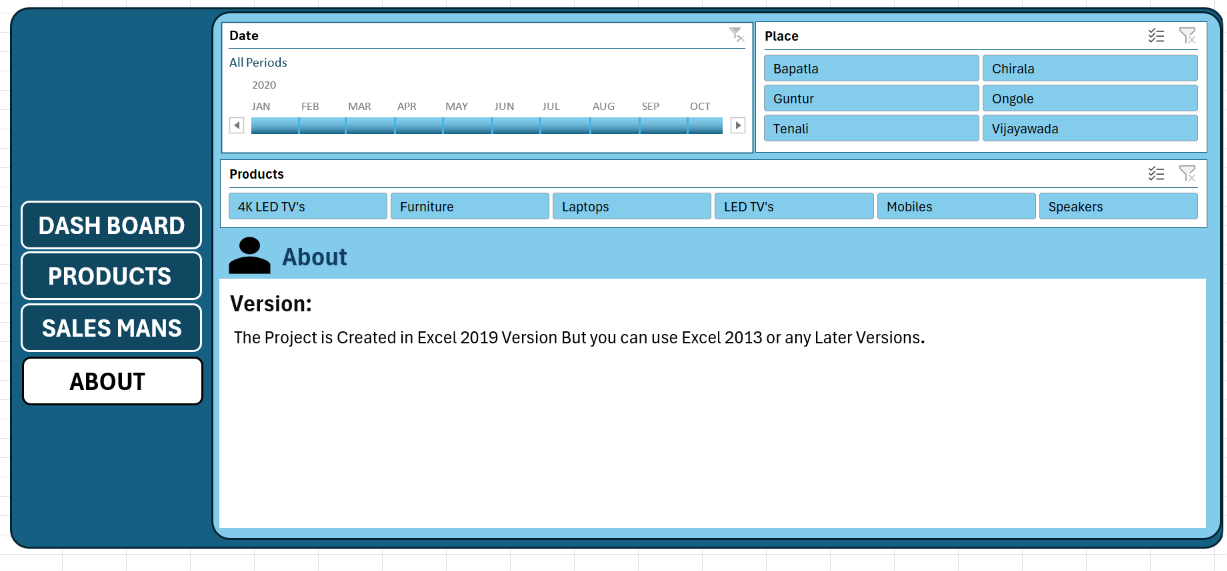 Date
All Periods
2020
JAN FEB MAR APR MAY JUN JUL AUG SEP OCT
Place
Bapatla Chirala
Guntur Ongole
Tenali Vijayawada
Products
4K LED TV's Furniture Laptops LED TV's Mobiles Speakers
DASH BOARD
PRODUCTS
SALES MANS
ABOUT
About
Version:
The Project is Created in Excel 2019 Version But you can use Excel 2013 or any Later Versions.